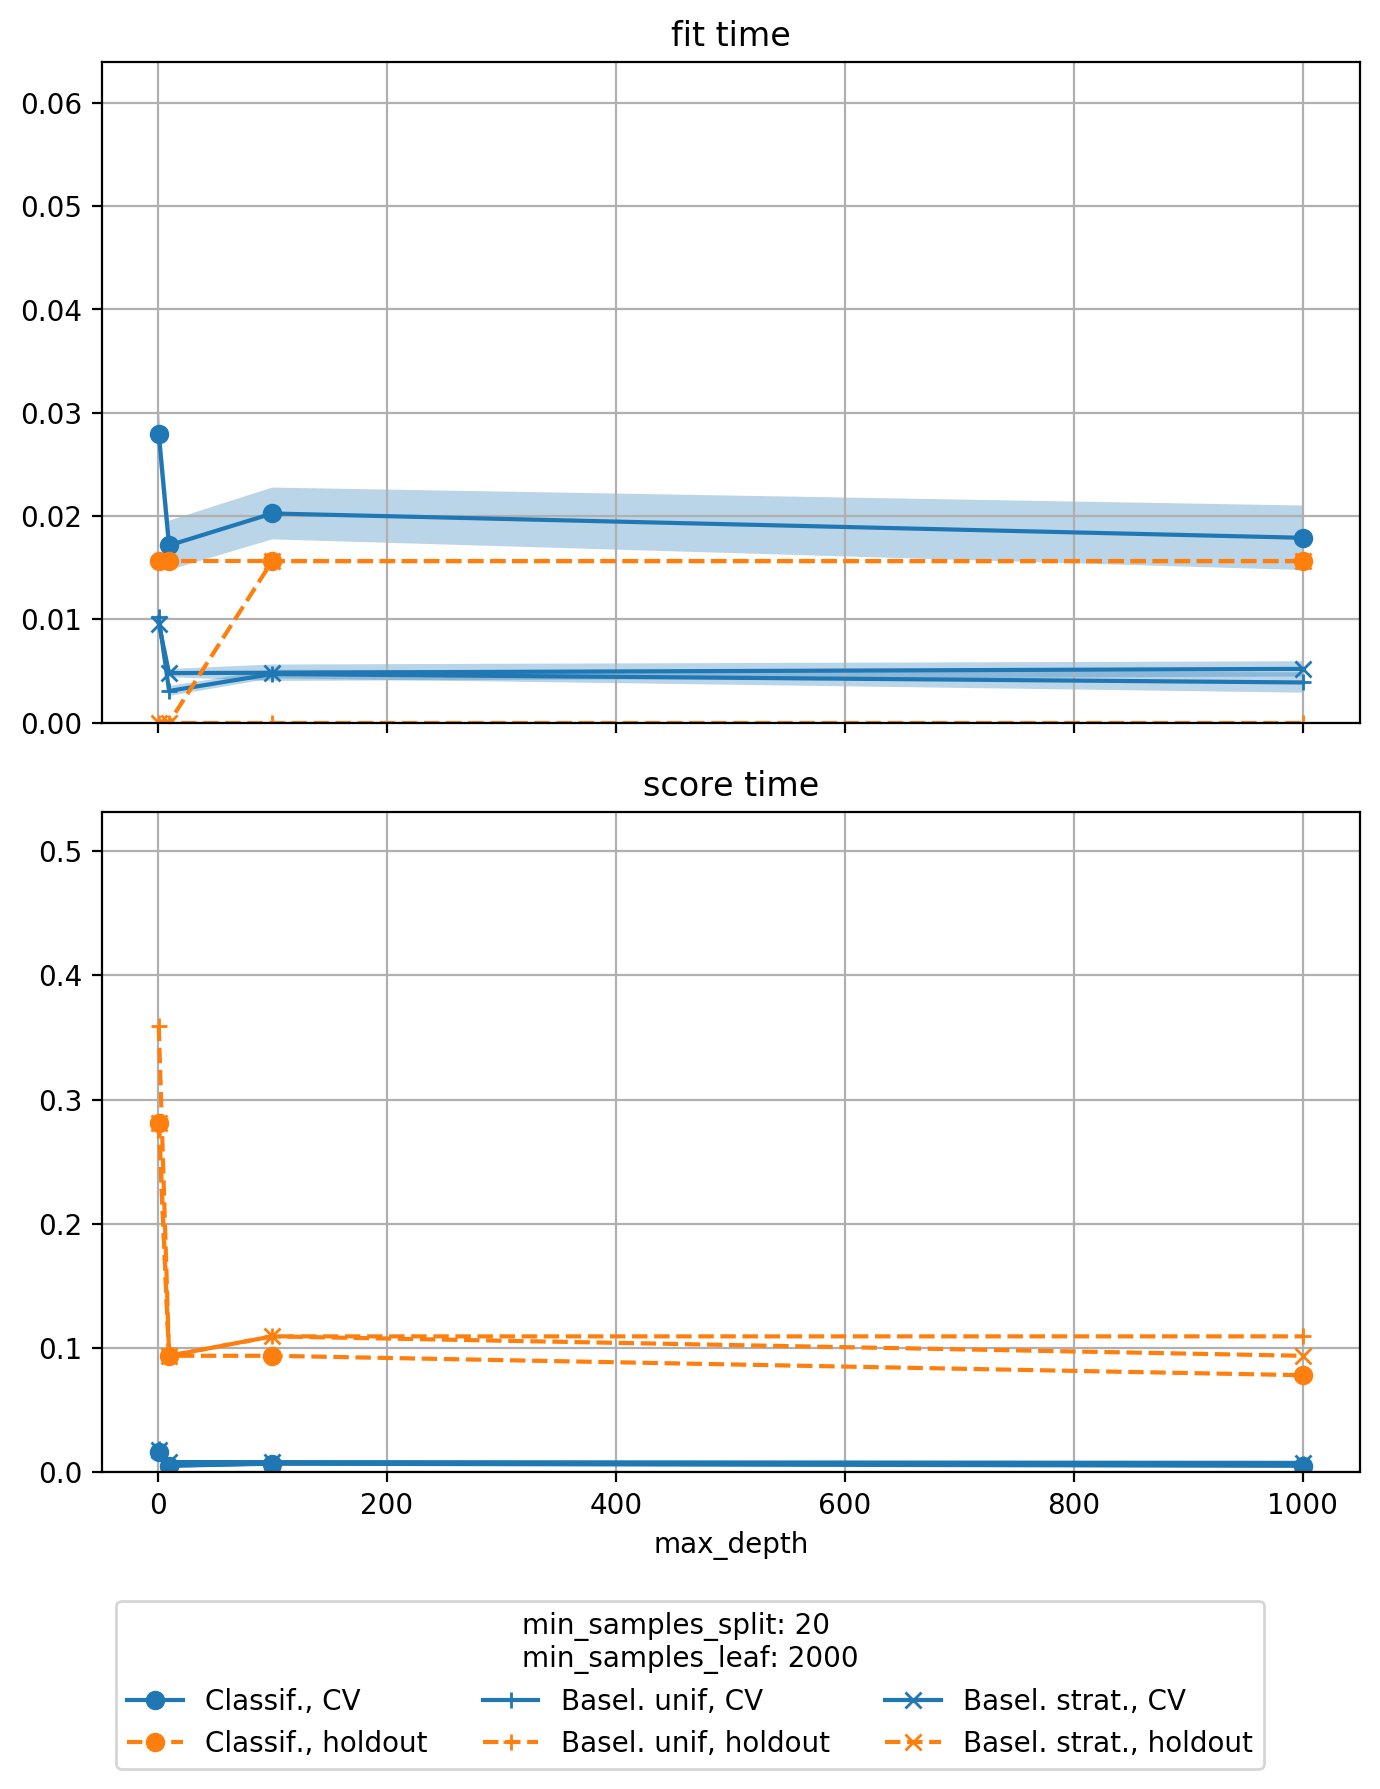 fit time
0.06
0.05
0.04
0.03
0.02
0.01
0.00
score time
0.5
0.4
0.3
0.2
0.1
0.0
0 200 400 600 800 1000
max_depth
min_samples_split: 20
min_samples_leaf: 2000
Classif., CV Basel. unif, CV Basel. strat., CV
Classif., holdout Basel. unif, holdout Basel. strat., holdout